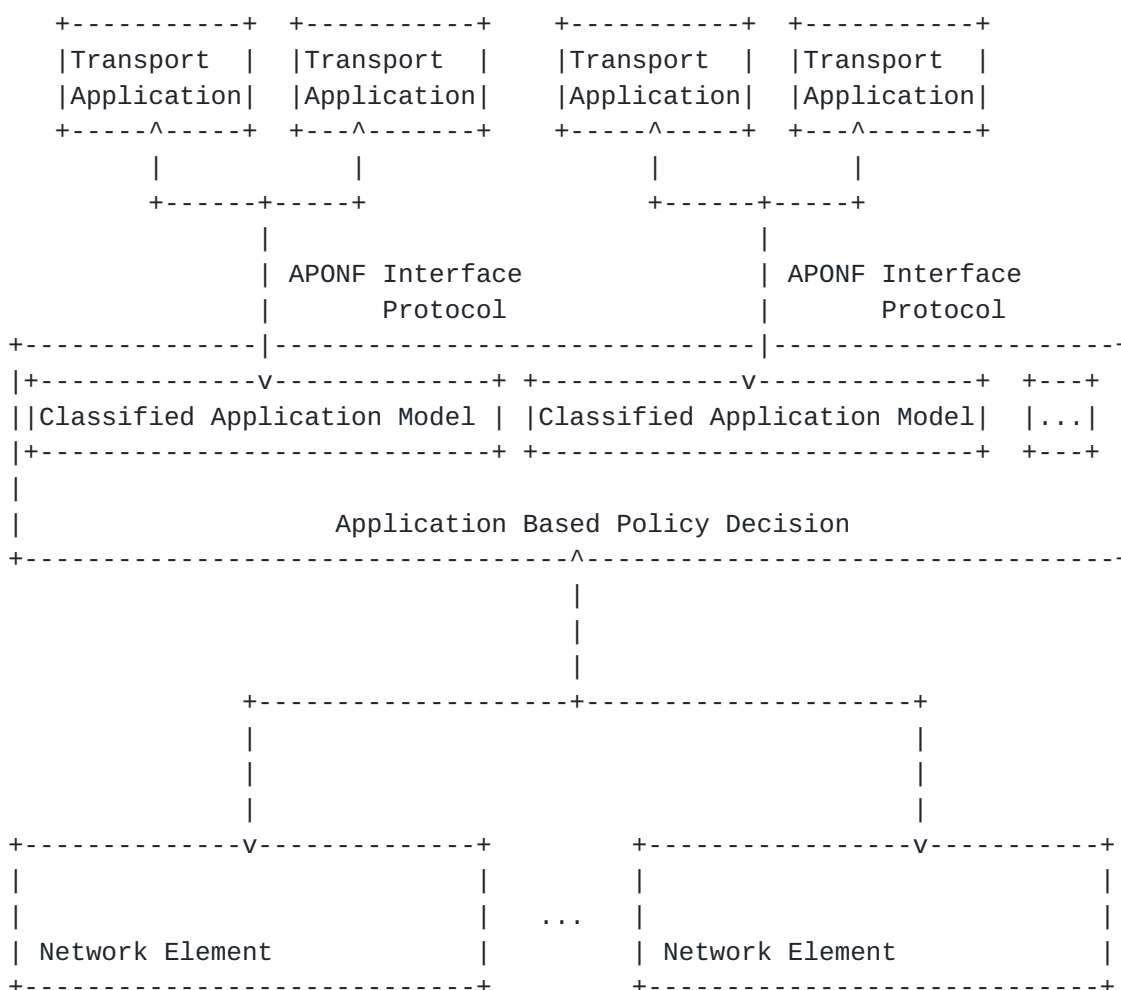 Transport Transport Transport Transport
Application Application Application Application
APONF Interface APONF Interface
Protocol Protocol
Classified Application Model Classified Application Model ...
Application Based Policy Decision
...
Network Element Network Element